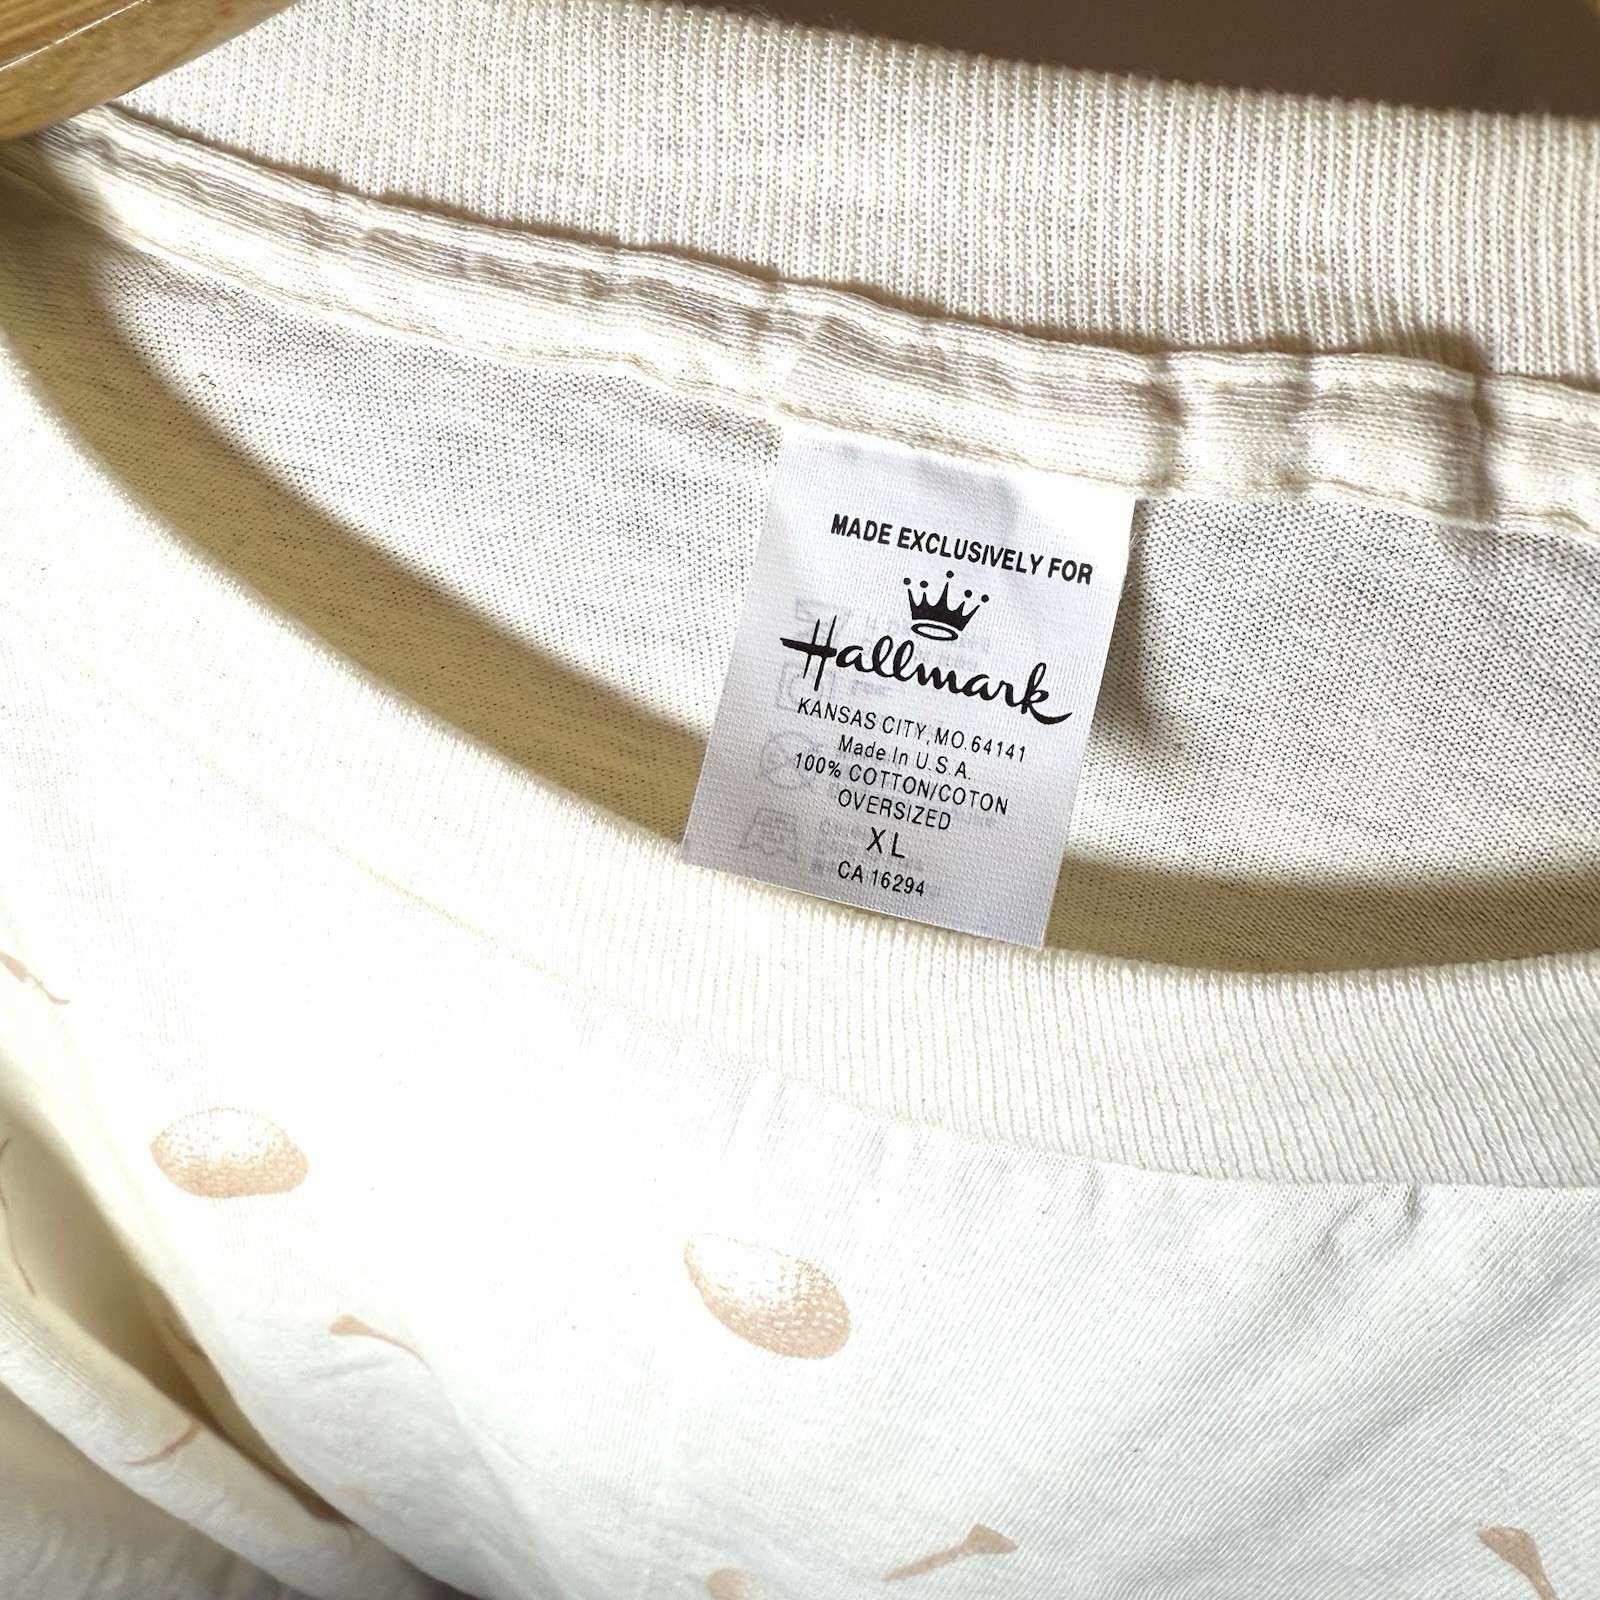 MADE EXCLUSIVELY FOR
Hallmark
KANSAS CITY, MO. 64141
Made In U.S.A.
100% COTTON/COTON
OVERSIZED
XL
CA 16294